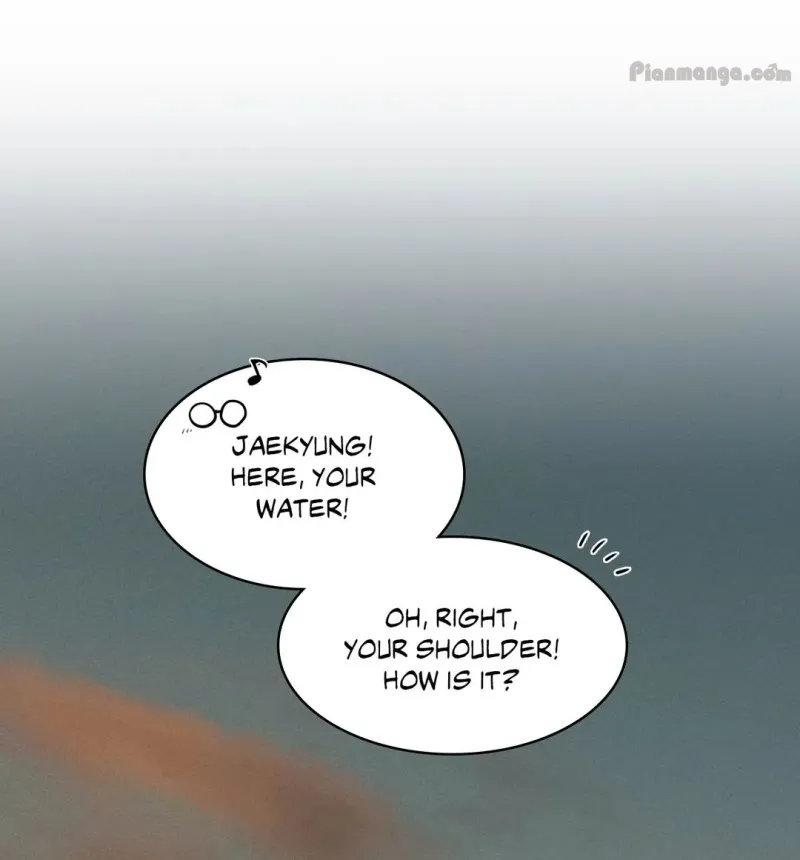 Pianmanga.com
JAEKYUNG!
HERE, YOUR
WATER!
OH, RIGHT,
YOUR SHOULDER!
HOW IS IT?